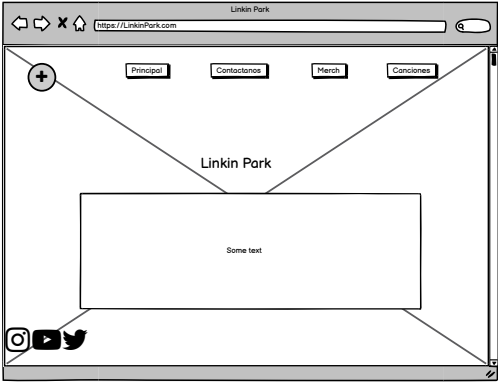 Linkin Park
https://LinkinPark.com
Principal
Contactanos
Merch
Canciones
Linkin Park
Some text